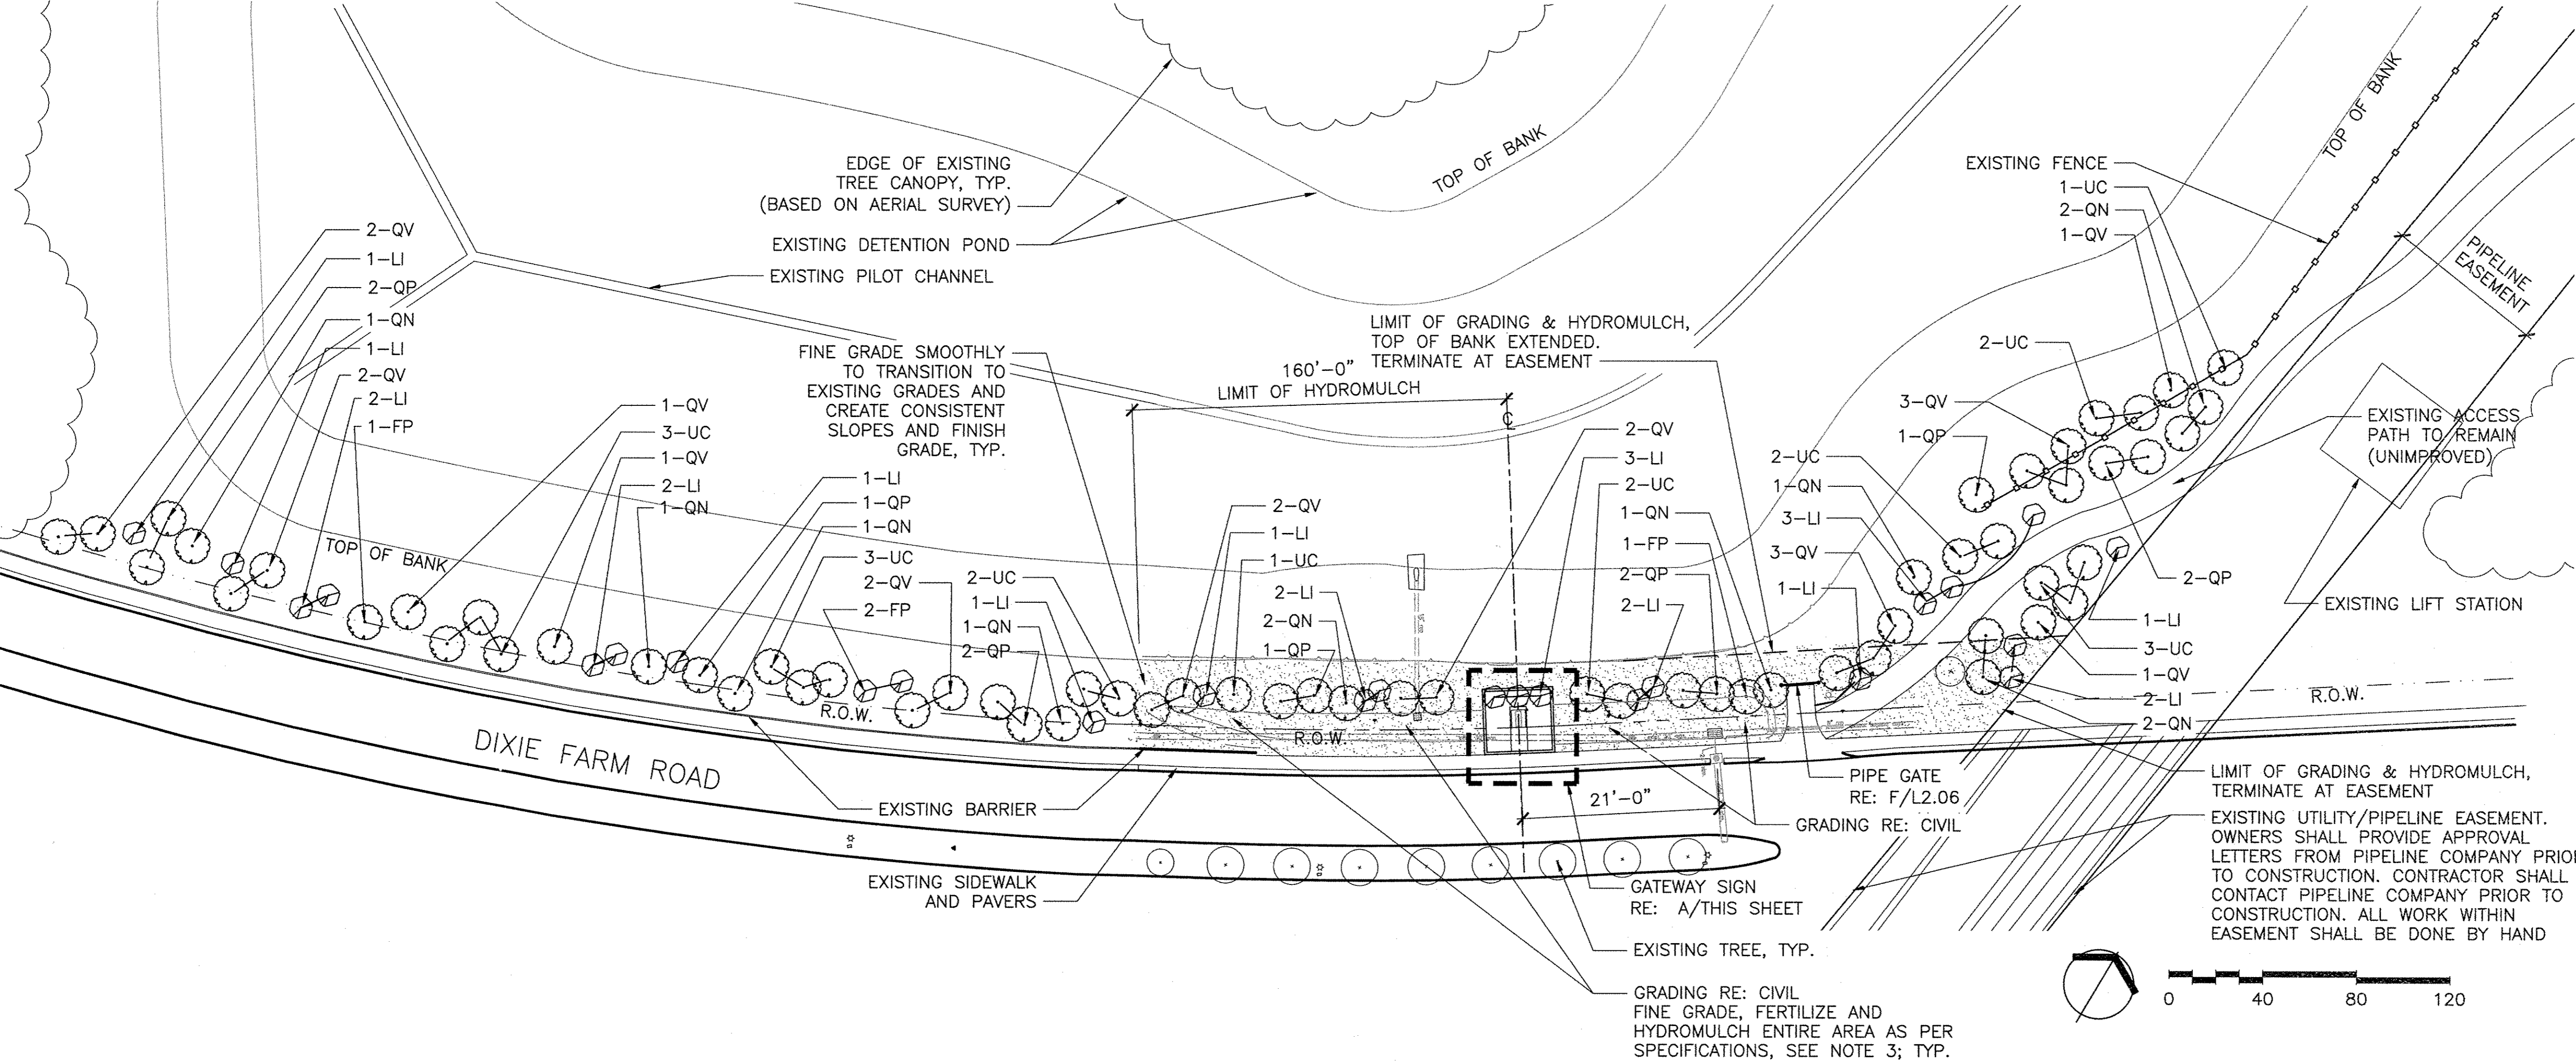 EDGE OF EXISTING
TREE CANOPY, TYP.
(BASED ON AERIAL SURVEY)
EXISTING DETENTION POND
EXISTING PILOT CHANNEL
TOP OF BANK
TOP OF BANK
EXISTING FENCE
1-UC
2-QN
1-QV
PIPELINE
EASEMENT
2-QV
1-LI
2-QP
1-QN
1-LI
2-QV
2-LI
1-FP
1-QV
3-UC
1-QV
2-LI
1-QN
FINE GRADE SMOOTHLY
TO TRANSITION TO
EXISTING GRADES AND
CREATE CONSISTENT
SLOPES AND FINISH
GRADE, TYP.
LIMIT OF GRADING & HYDROMULCH,
TOP OF BANK EXTENDED.
TERMINATE AT EASEMENT
160'-0"
LIMIT OF HYDROMULCH
CL
2-UC
3-QV
1-QP
EXISTING ACCESS
PATH TO REMAIN
(UNIMPROVED)
1-LI
1-QP
1-QN
3-UC
2-QV
2-FP
2-UC
1-LI
1-QN
2-QP
2-QV
1-LI
1-UC
2-LI
2-QN
1-QP
2-QV
3-LI
2-UC
1-QN
1-FP
2-QP
2-LI
2-UC
1-QN
3-LI
3-QV
1-LI
2-QP
EXISTING LIFT STATION
1-LI
3-UC
1-QV
2-LI
2-QN
TOP OF BANK
R.O.W.
R.O.W.
R.O.W.
DIXIE FARM ROAD
EXISTING BARRIER
EXISTING SIDEWALK
AND PAVERS
21'-0"
PIPE GATE
RE: F/L2.06
GRADING RE: CIVIL
GATEWAY SIGN
RE: A/THIS SHEET
EXISTING TREE, TYP.
GRADING RE: CIVIL
FINE GRADE, FERTILIZE AND
HYDROMULCH ENTIRE AREA AS PER
SPECIFICATIONS, SEE NOTE 3; TYP.
LIMIT OF GRADING & HYDROMULCH,
TERMINATE AT EASEMENT
EXISTING UTILITY/PIPELINE EASEMENT.
OWNERS SHALL PROVIDE APPROVAL
LETTERS FROM PIPELINE COMPANY PRIOR
TO CONSTRUCTION. CONTRACTOR SHALL
CONTACT PIPELINE COMPANY PRIOR TO
CONSTRUCTION. ALL WORK WITHIN
EASEMENT SHALL BE DONE BY HAND
0 40 80 120